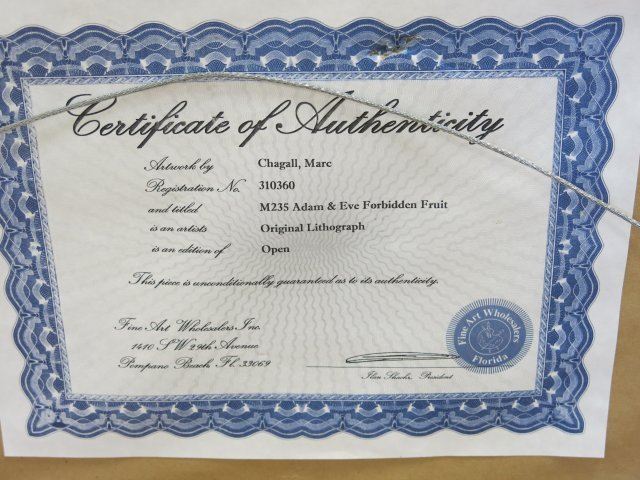 Certificate of Authenticity
Artwork by Chagall, Marc
Registration No. 310360
and titled M235 Adam & Eve Forbidden Fruit
is an artists Original Lithograph
is an edition of Open
This piece is unconditionally guaranteed as to its authenticity.
Fine Art Wholesalers Inc.
1410 SW 29th Avenue
Pompano Beach Fl. 33069
President
Fine Art Wholesalers
Florida